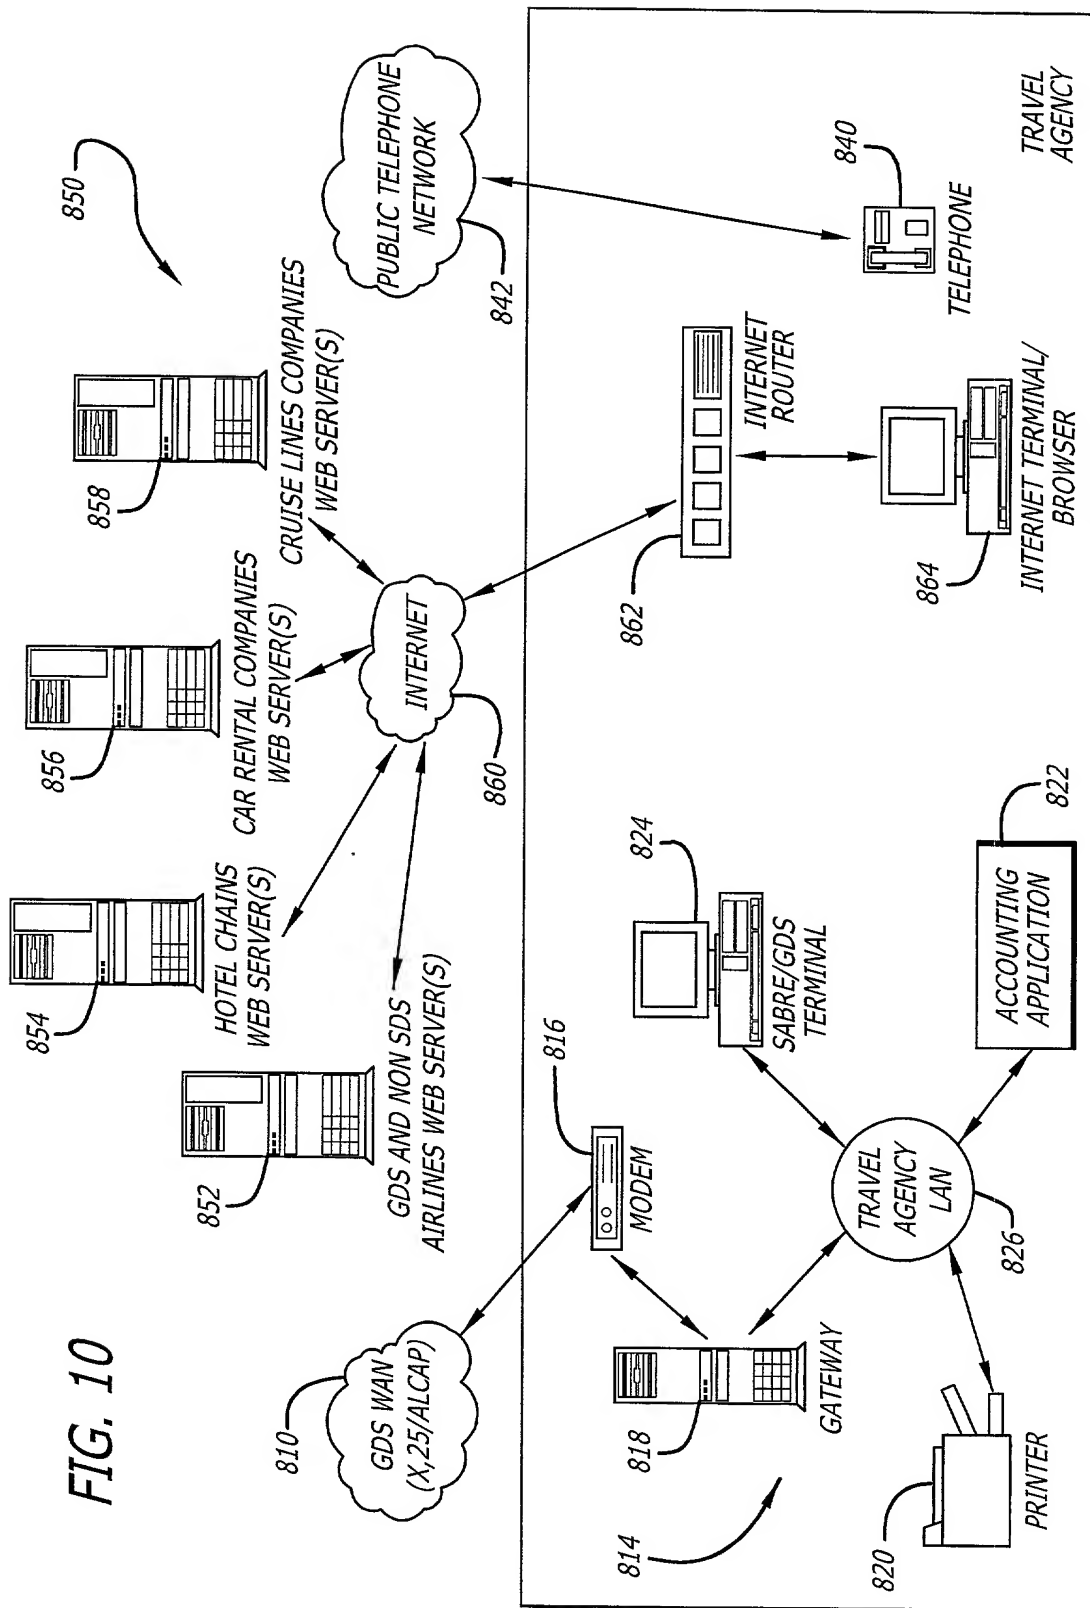 FIG. 10
850
852
854
856
858
GDS AND NON SDS
AIRLINES WEB SERVER(S)
HOTEL CHAINS
WEB SERVER(S)
CAR RENTAL COMPANIES
WEB SERVER(S)
CRUISE LINES COMPANIES
WEB SERVER(S)
810
GDS WAN
(X,25/ALCAP)
INTERNET
860
PUBLIC TELEPHONE
NETWORK
842
816
MODEM
862
INTERNET
ROUTER
818
GATEWAY
824
SABRE/GDS
TERMINAL
864
INTERNET TERMINAL/
BROWSER
840
TELEPHONE
814
TRAVEL
AGENCY
LAN
826
822
ACCOUNTING
APPLICATION
820
PRINTER
TRAVEL
AGENCY